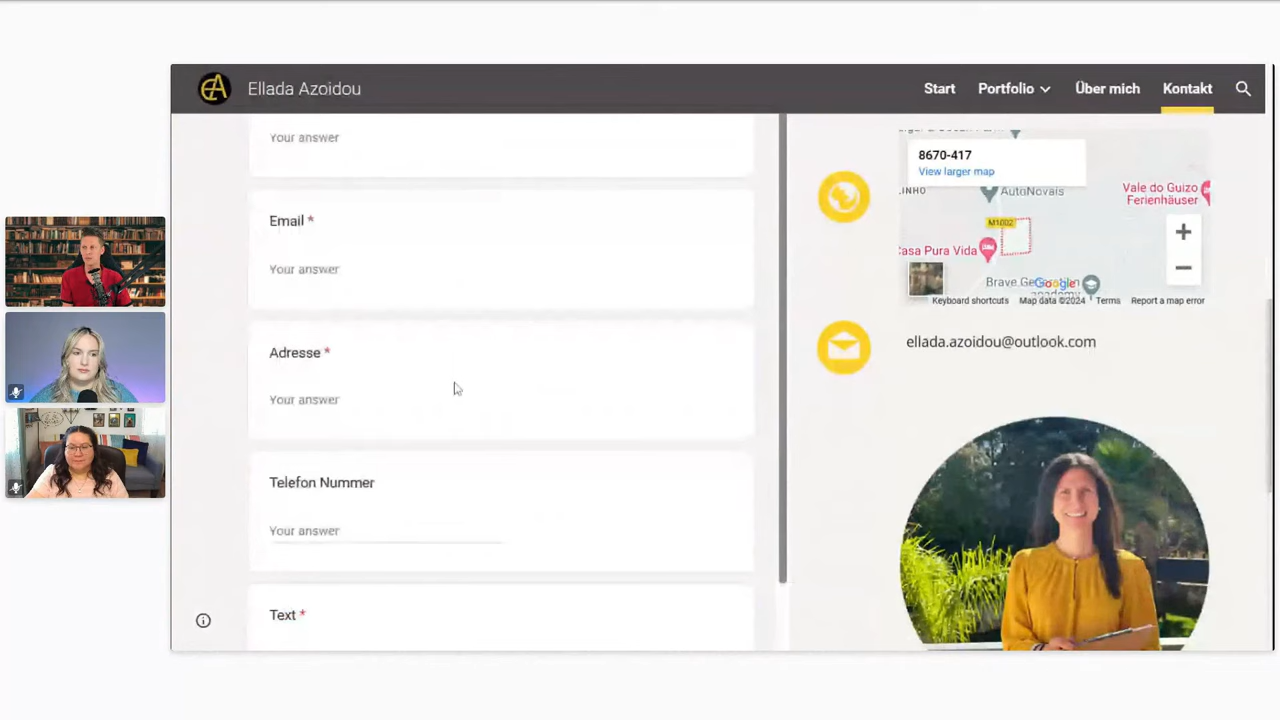 Ellada Azoidou
Start
Portfolio
Über mich
Kontakt
Your answer
Email *
Your answer
Adresse *
Your answer
Telefon Nummer
Your answer
Text *
8670-417
View larger map
AutoNovais
Vale do Guizo
Ferienhäuser
M1002
Casa Pura Vida
Google
Keyboard shortcuts
Map data ©2024
Terms
Report a map error
ellada.azoidou@outlook.com